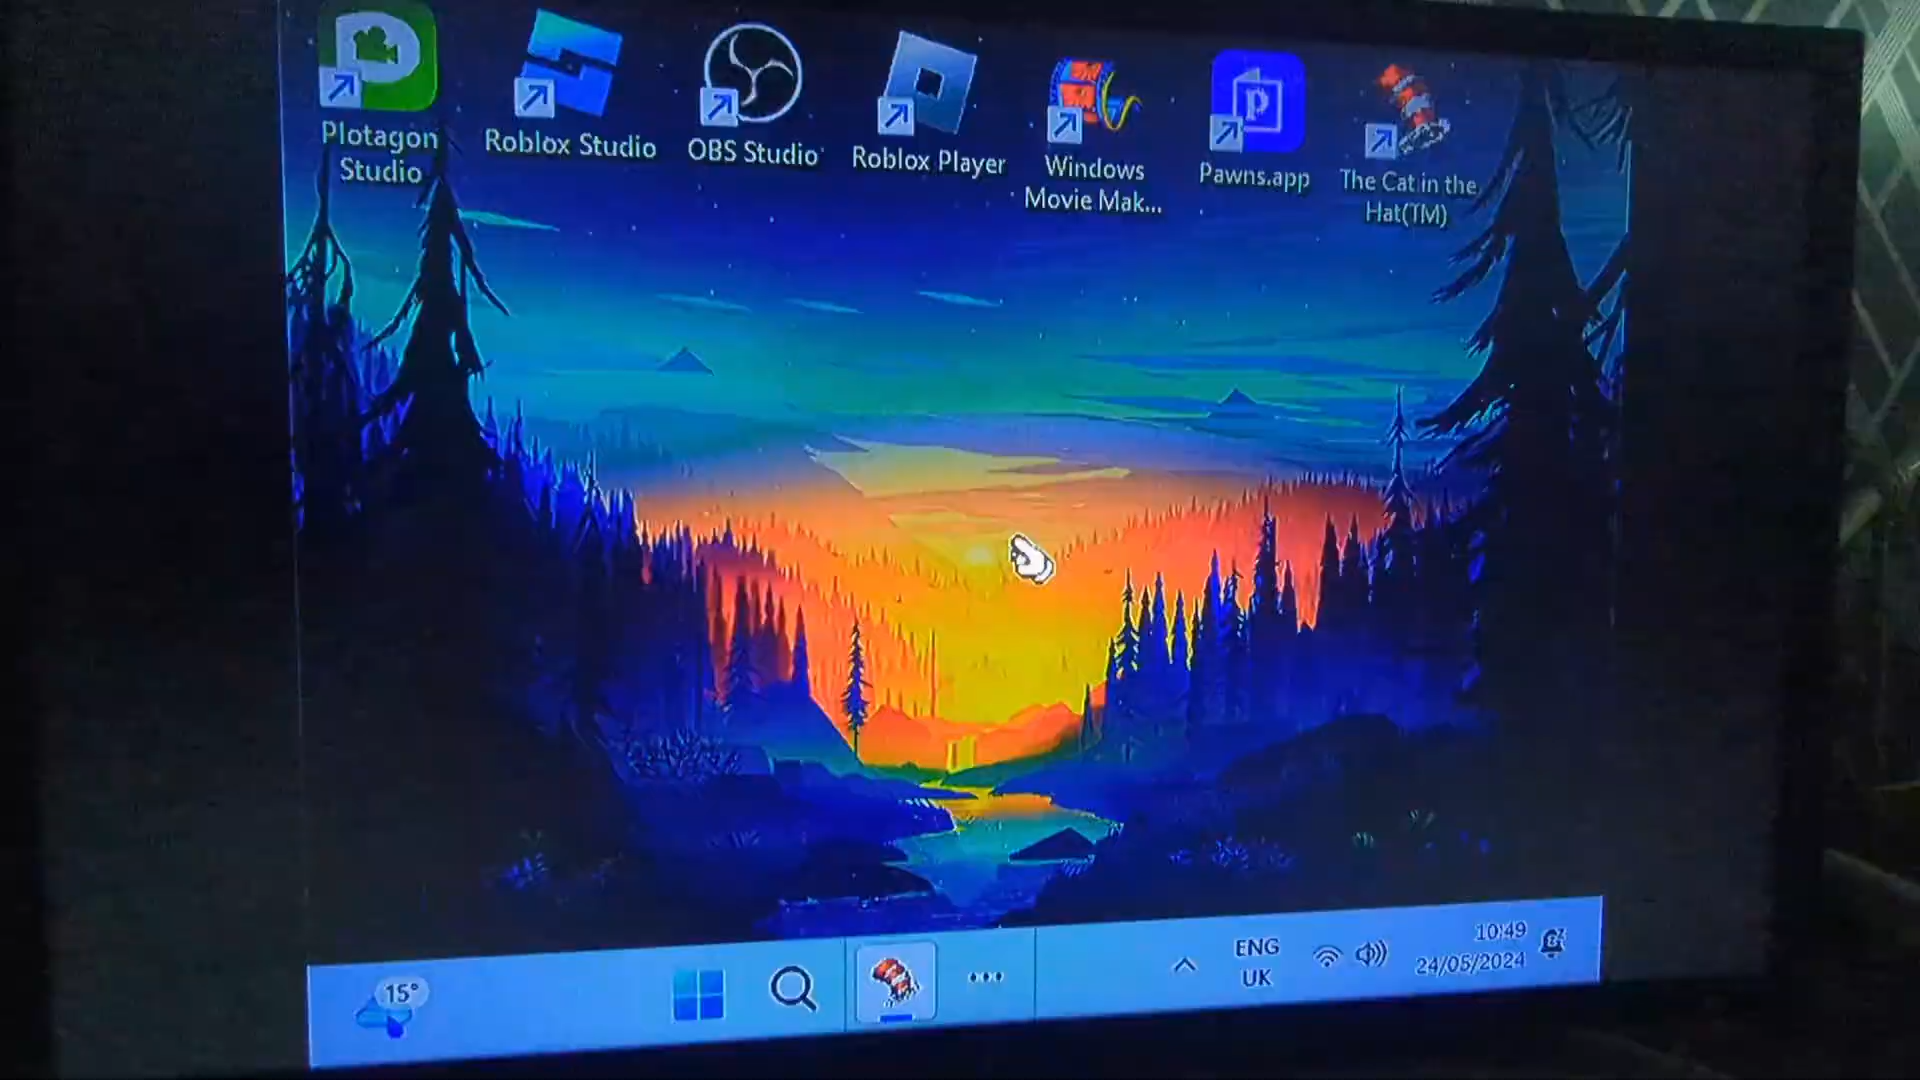 Plotagon
Studio
Roblox Studio
OBS Studio
Roblox Player
Windows
Movie Mak...
Pawns.app
The Cat in the
Hat(TM)
15°
ENG
UK
10:49
24/05/2024